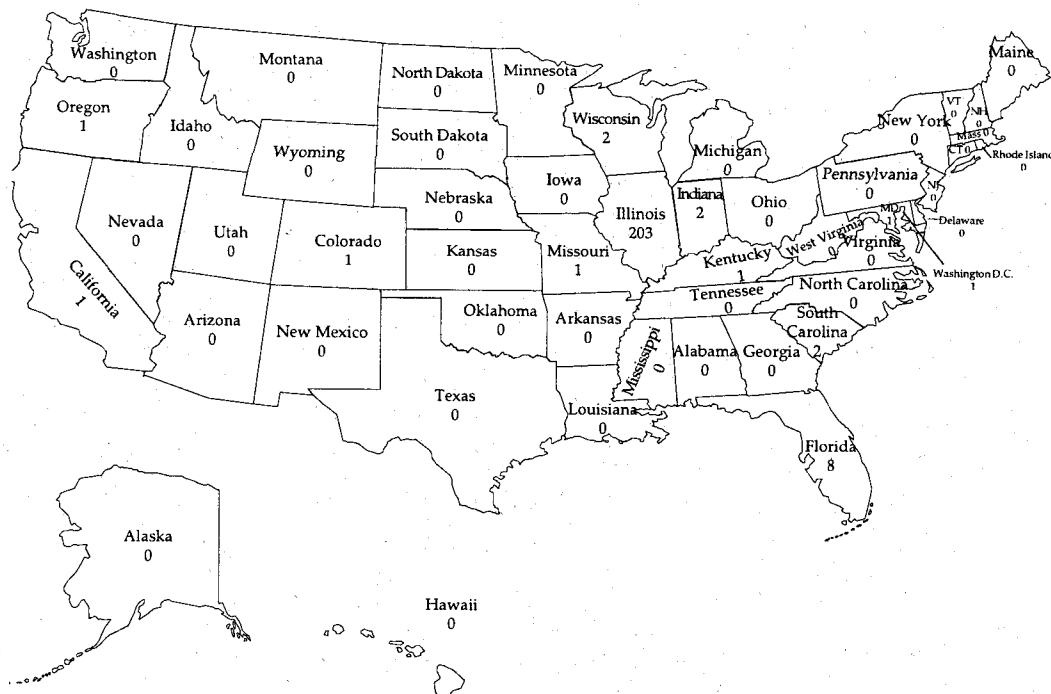 Washington
0
Montana
0
North Dakota
0
Minnesota
0
Maine
0
Oregon
1
Idaho
0
Wyoming
0
South Dakota
0
Wisconsin
2
Michigan
0
VT
0
NH
0
New York
0
Mass 0
CT 0
Rhode Island
0
Nevada
0
Utah
0
Colorado
1
Nebraska
0
Kansas
0
Iowa
0
Illinois
203
Indiana
2
Ohio
0
Pennsylvania
0
NJ
0
MD
1
Delaware
0
Washington D.C.
1
California
1
Missouri
1
Kentucky
1
West Virginia
0
Virginia
0
Arizona
0
New Mexico
0
Oklahoma
0
Arkansas
0
Tennessee
0
North Carolina
0
South
Carolina
2
Texas
0
Louisiana
0
Mississippi
0
Alabama
0
Georgia
0
Florida
8
Alaska
0
Hawaii
0